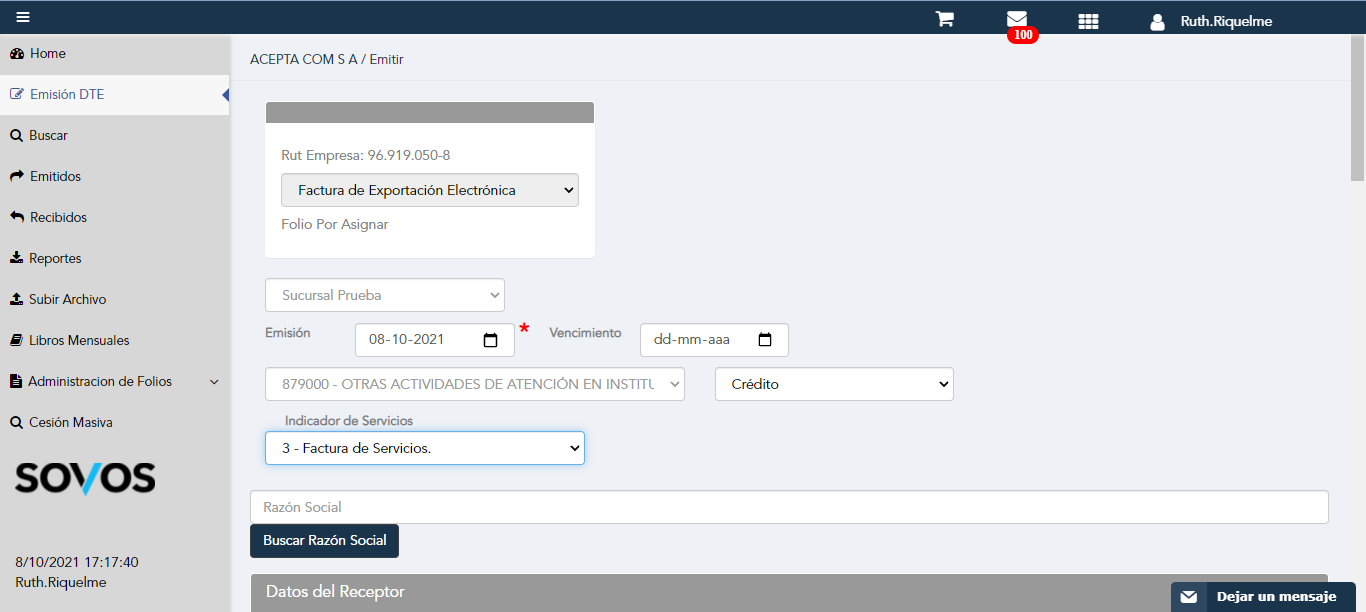 100
Ruth.Riquelme
Home
Emisión DTE
Buscar
Emitidos
Recibidos
Reportes
Subir Archivo
Libros Mensuales
Administracion de Folios
Cesión Masiva
SOVOS
8/10/2021 17:17:40
Ruth.Riquelme
ACEPTA COM S A / Emitir
Rut Empresa: 96.919.050-8
Factura de Exportación Electrónica
Folio Por Asignar
Sucursal Prueba
Emisión 08-10-2021 * Vencimiento dd-mm-aaa
879000 - OTRAS ACTIVIDADES DE ATENCIÓN EN INSTITU Crédito
Indicador de Servicios
3 - Factura de Servicios.
Razón Social
Buscar Razón Social
Datos del Receptor
Dejar un mensaje